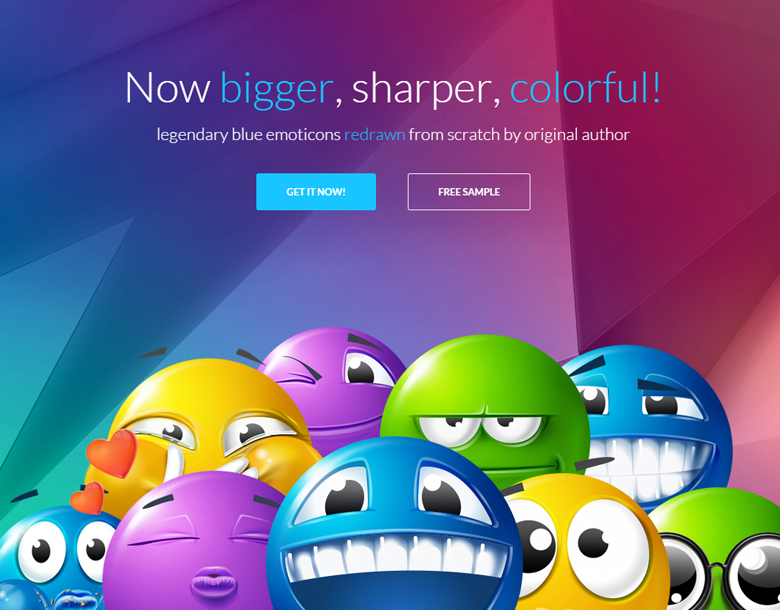 Now bigger, sharper, colorful!
legendary blue emoticons redrawn from scratch by original author
GET IT NOW!
FREE SAMPLE